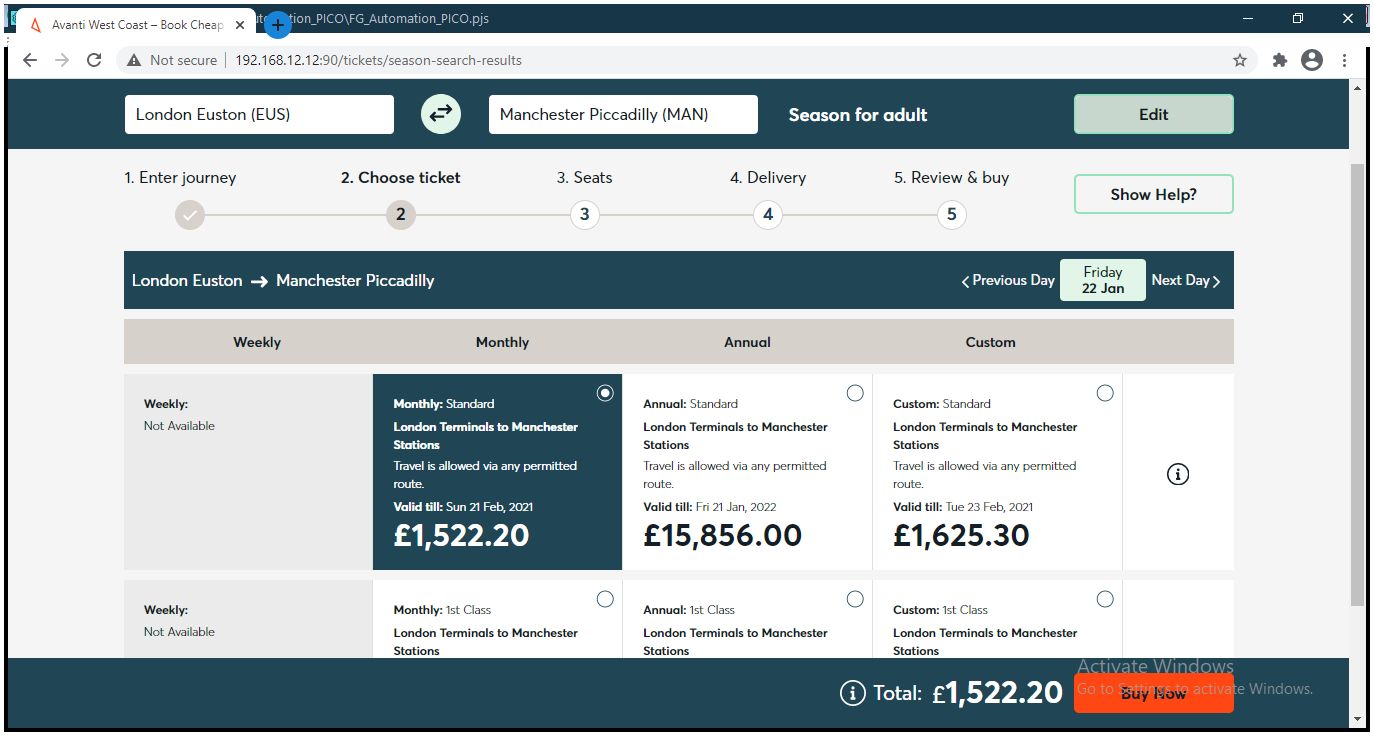 Avanti West Coast – Book Cheap
utomation_PICO\FG_Automation_PICO.pjs
Not secure
192.168.12.12:90/tickets/season-search-results
London Euston (EUS)
Manchester Piccadilly (MAN)
Season for adult
Edit
1. Enter journey
2. Choose ticket
3. Seats
4. Delivery
5. Review & buy
Show Help?
2
3
4
5
London Euston → Manchester Piccadilly
Previous Day
Friday
22 Jan
Next Day
Weekly
Monthly
Annual
Custom
Weekly:
Not Available
Monthly: Standard
London Terminals to Manchester
Stations
Travel is allowed via any permitted
route.
Valid till: Sun 21 Feb, 2021
£1,522.20
Annual: Standard
London Terminals to Manchester
Stations
Travel is allowed via any permitted
route.
Valid till: Fri 21 Jan, 2022
£15,856.00
Custom: Standard
London Terminals to Manchester
Stations
Travel is allowed via any permitted
route.
Valid till: Tue 23 Feb, 2021
£1,625.30
Weekly:
Not Available
Monthly: 1st Class
London Terminals to Manchester
Stations
Annual: 1st Class
London Terminals to Manchester
Stations
Custom: 1st Class
London Terminals to Manchester
Stations
Total: £1,522.20
Buy Now
Activate Windows
Go to Settings to activate Windows.